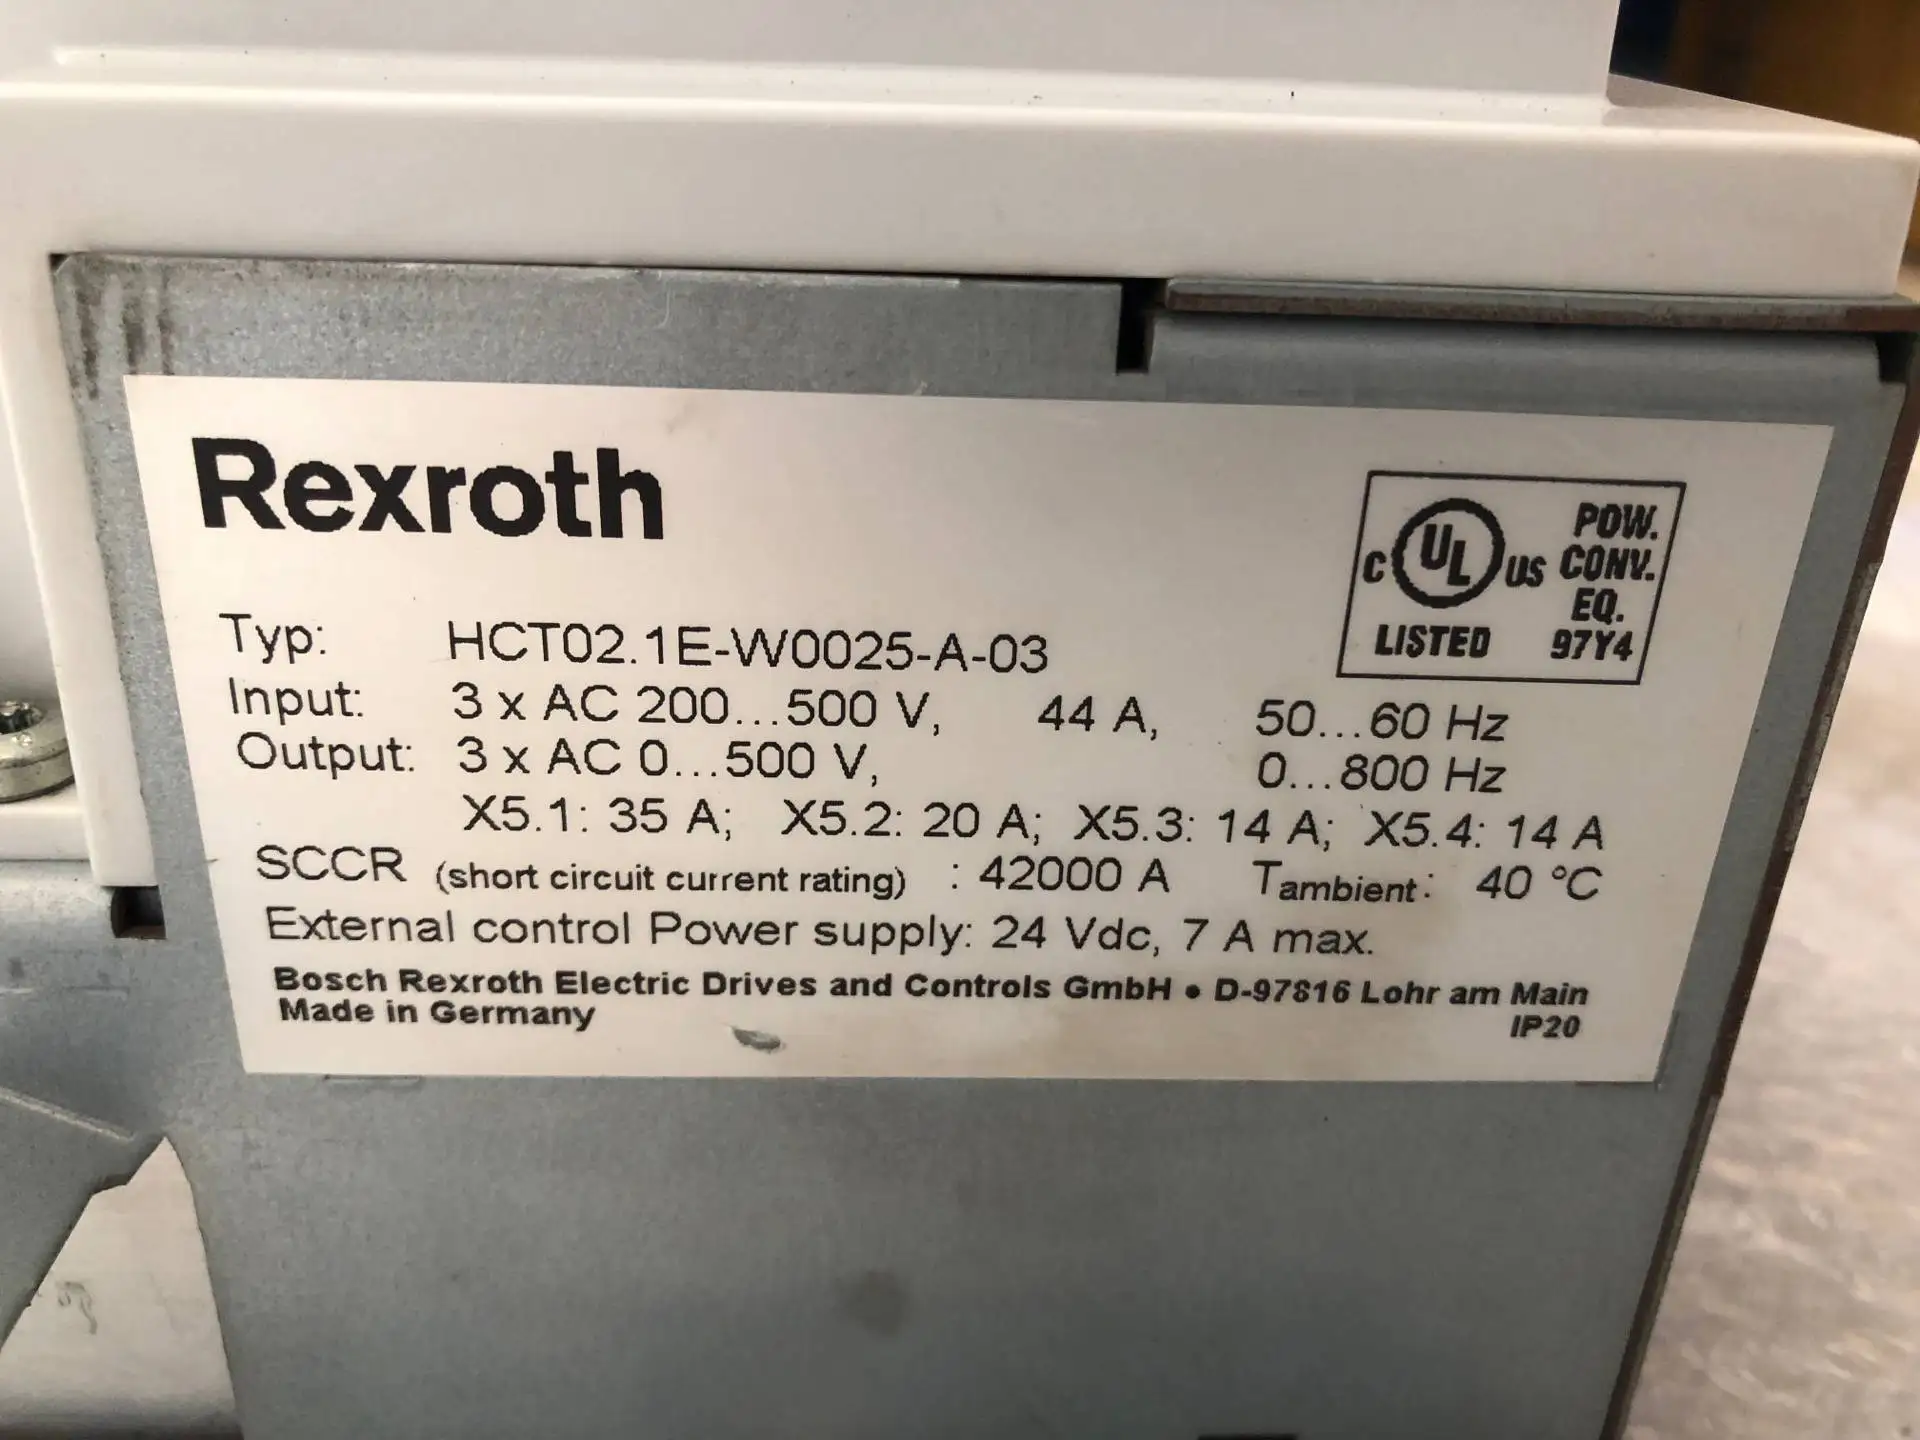 Rexroth
C UL US
LISTED
POW.
CONV.
EQ.
97Y4
Typ: HCT02.1E-W0025-A-03
Input: 3 x AC 200...500 V, 44 A, 50...60 Hz
Output: 3 x AC 0...500 V, 0...800 Hz
X5.1: 35 A; X5.2: 20 A; X5.3: 14 A; X5.4: 14 A
SCCR (short circuit current rating) : 42000 A Tambient: 40 °C
External control Power supply: 24 Vdc, 7 A max.
Bosch Rexroth Electric Drives and Controls GmbH • D-97816 Lohr am Main
Made in Germany IP20